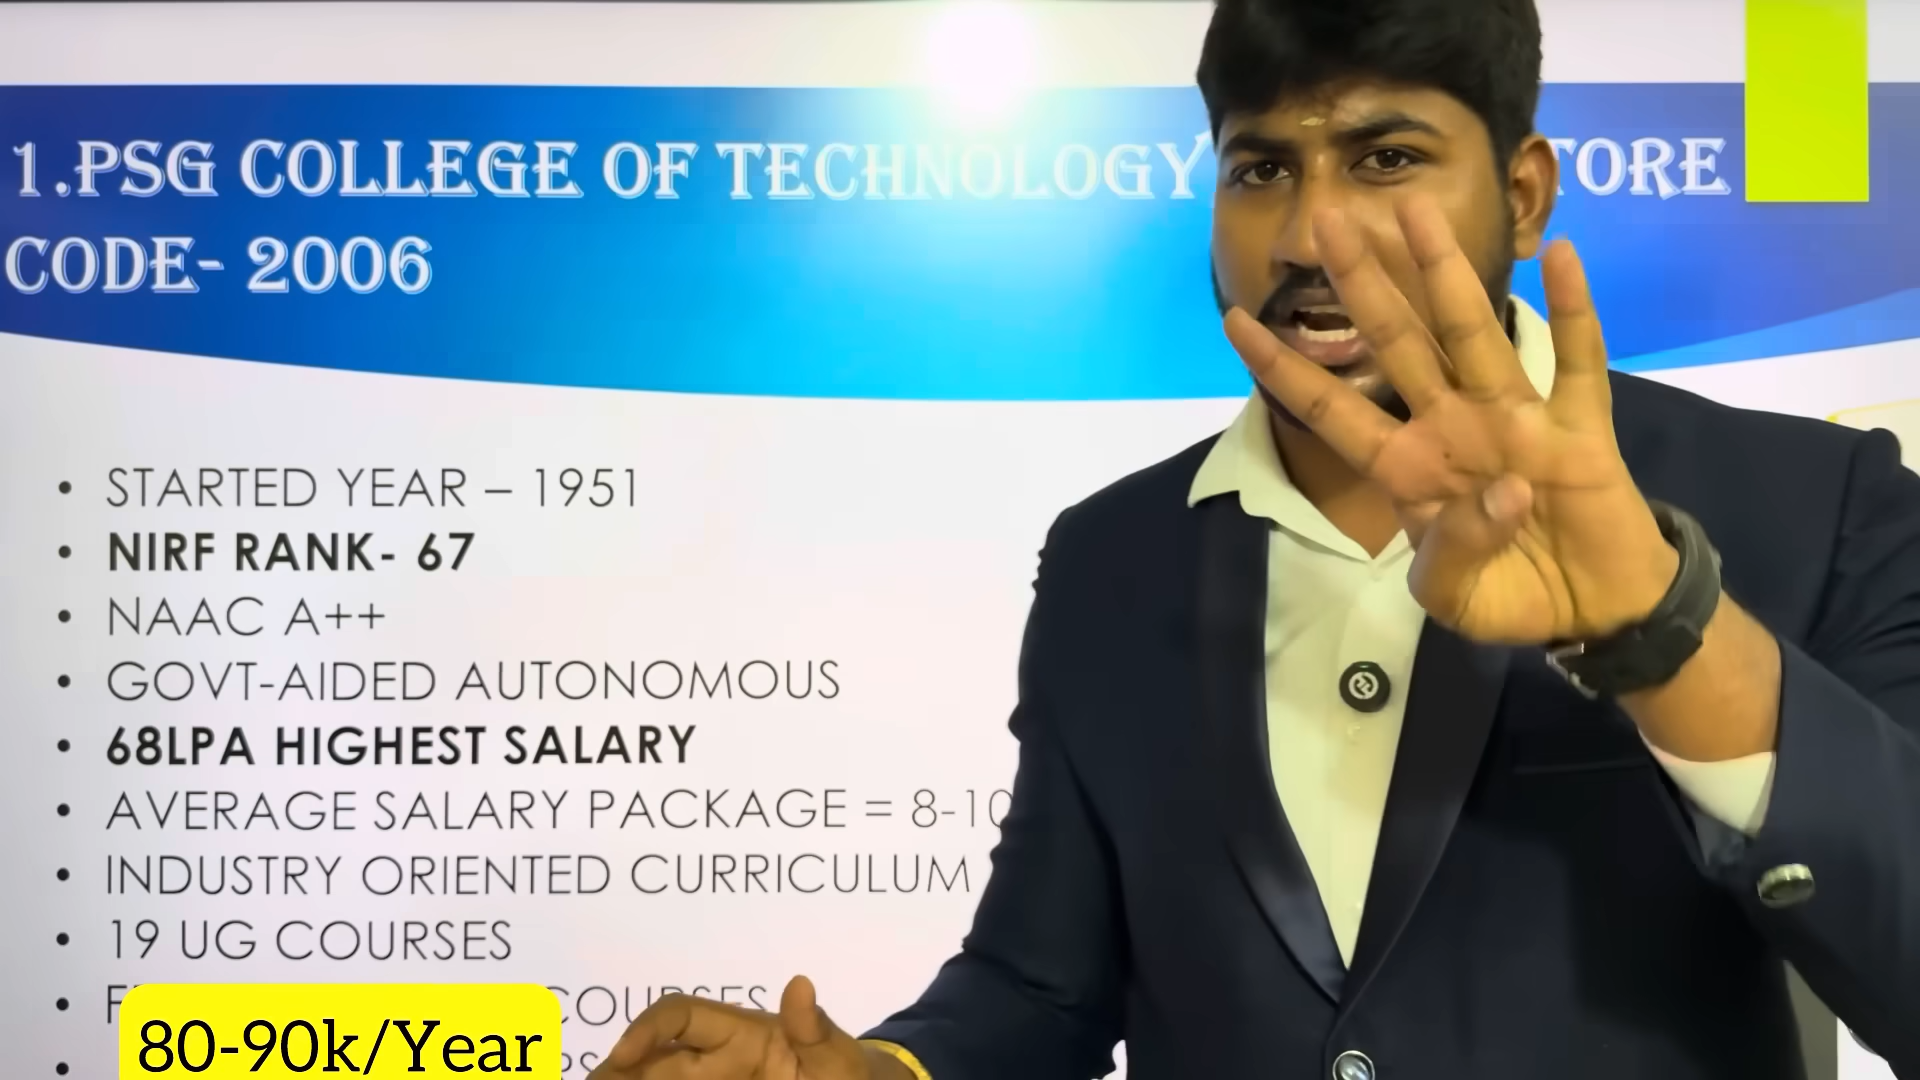 1.PSG COLLEGE OF TECHNOLOGY TORE
CODE- 2006
• STARTED YEAR – 1951
• NIRF RANK- 67
• NAAC A++
• GOVT-AIDED AUTONOMOUS
• 68LPA HIGHEST SALARY
• AVERAGE SALARY PACKAGE = 8-10
• INDUSTRY ORIENTED CURRICULUM
• 19 UG COURSES
• COURSES
80-90k/Year